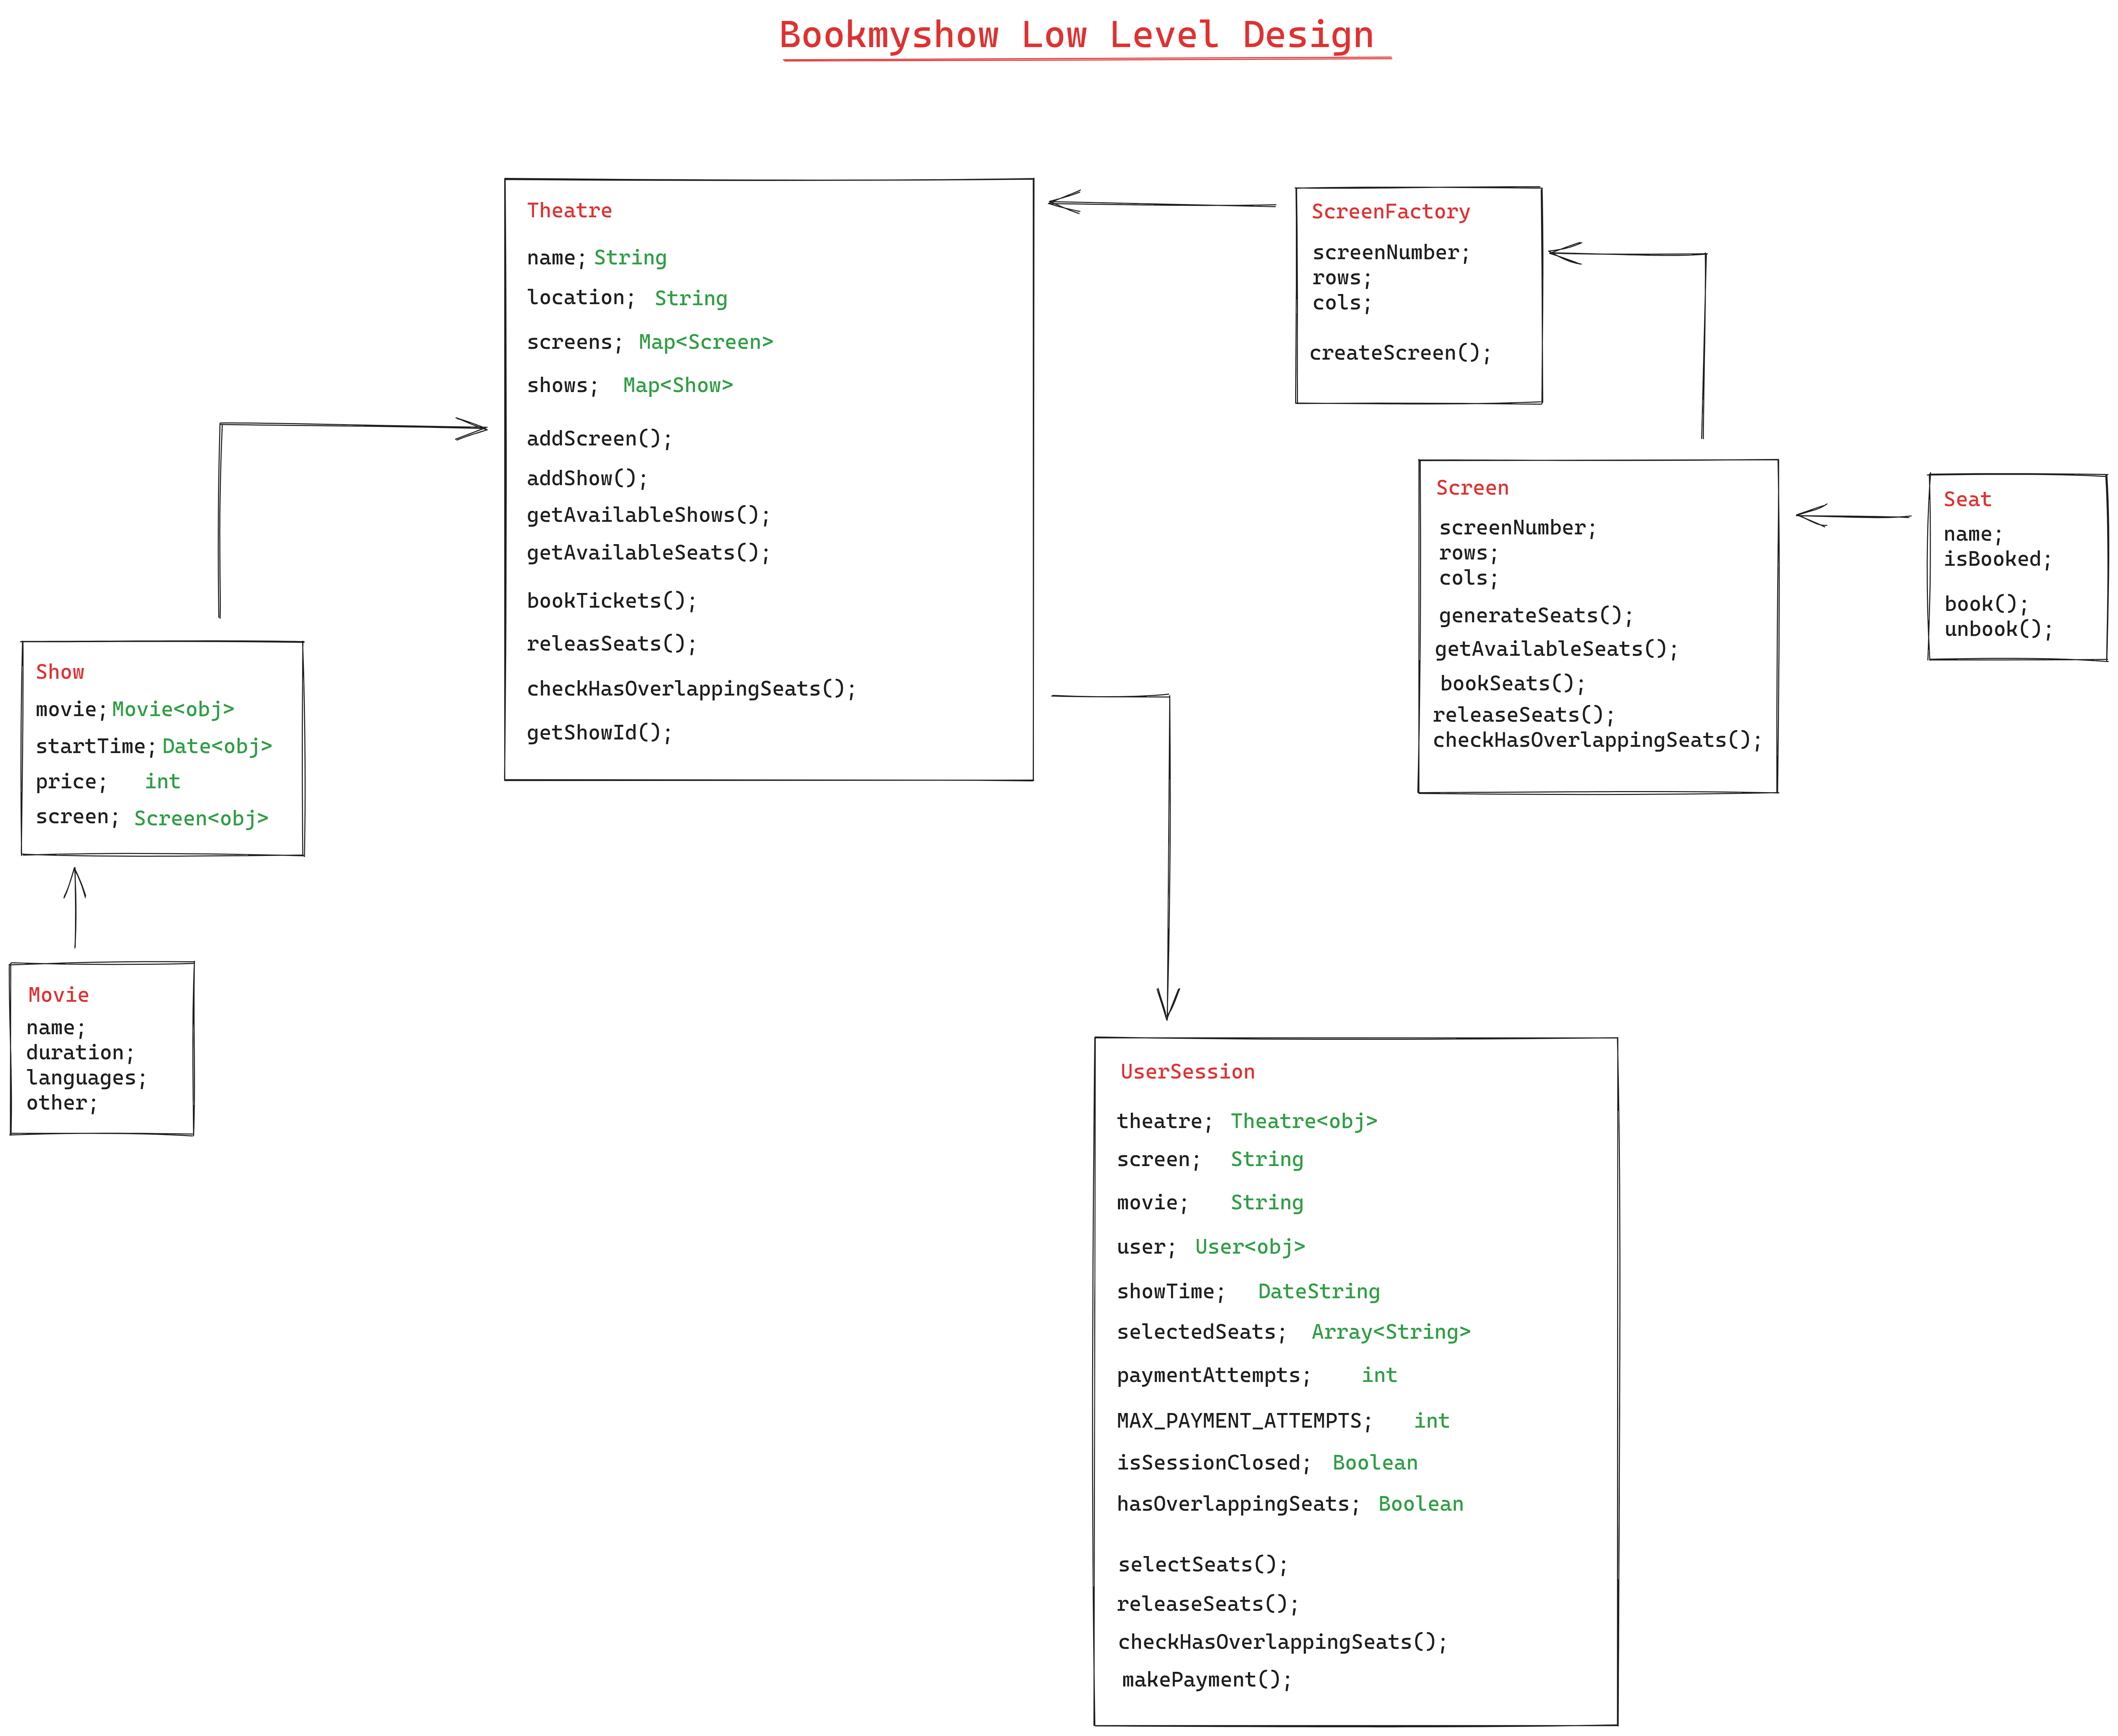 Bookmyshow Low Level Design
Theatre
name; String
location; String
screens; Map<Screen>
shows; Map<Show>
addScreen();
addShow();
getAvailableShows();
getAvailableSeats();
bookTickets();
releasSeats();
checkHasOverlappingSeats();
getShowId();
ScreenFactory
screenNumber;
rows;
cols;
createScreen();
Screen
screenNumber;
rows;
cols;
generateSeats();
getAvailableSeats();
bookSeats();
releaseSeats();
checkHasOverlappingSeats();
Seat
name;
isBooked;
book();
unbook();
Show
movie; Movie<obj>
startTime; Date<obj>
price; int
screen; Screen<obj>
Movie
name;
duration;
languages;
other;
UserSession
theatre; Theatre<obj>
screen; String
movie; String
user; User<obj>
showTime; DateString
selectedSeats; Array<String>
paymentAttempts; int
MAX_PAYMENT_ATTEMPTS; int
isSessionClosed; Boolean
hasOverlappingSeats; Boolean
selectSeats();
releaseSeats();
checkHasOverlappingSeats();
makePayment();